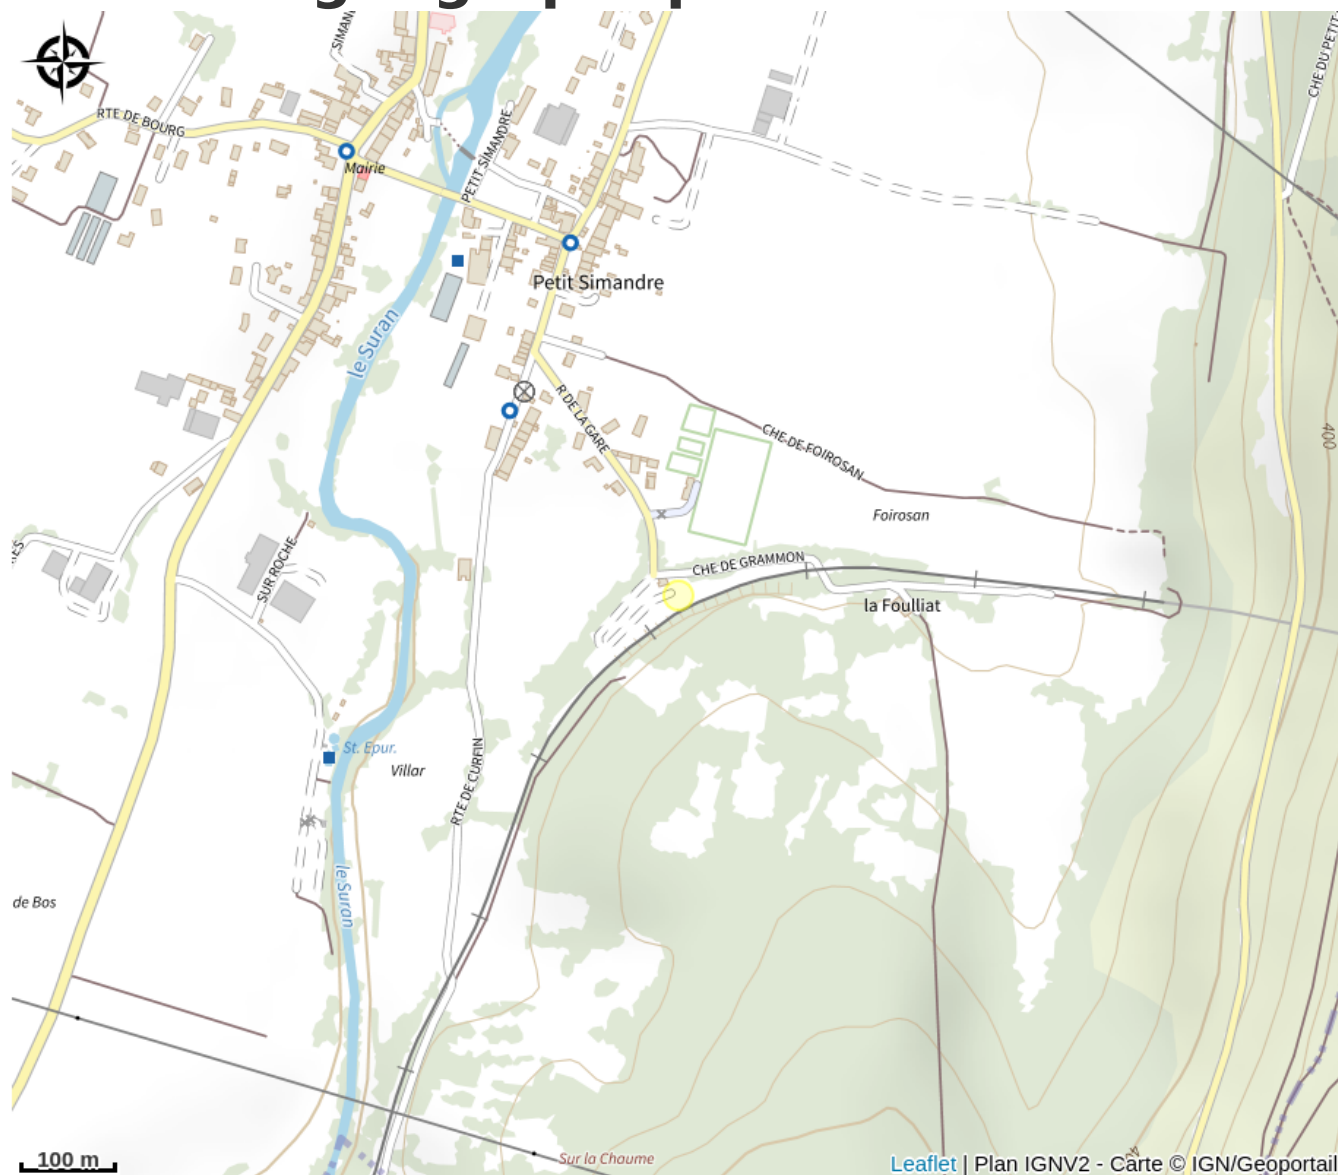 SIMAN
CHE DU PETIT
RTE DE BOURG
Mairie
PETIT SIMANDRE
Petit Simandre
le Suran
R DE LA GARE
CHE DE FOIROSAN
400
Foirosan
ES
SUR ROCHE
CHE DE GRAMMON
la Foulliat
St. Epur.
Villar
RTE DE CURFIN
le Suran
de Bos
100 m
Sur la Chaume
Leaflet | Plan IGNV2 - Carte © IGN/Geoportail